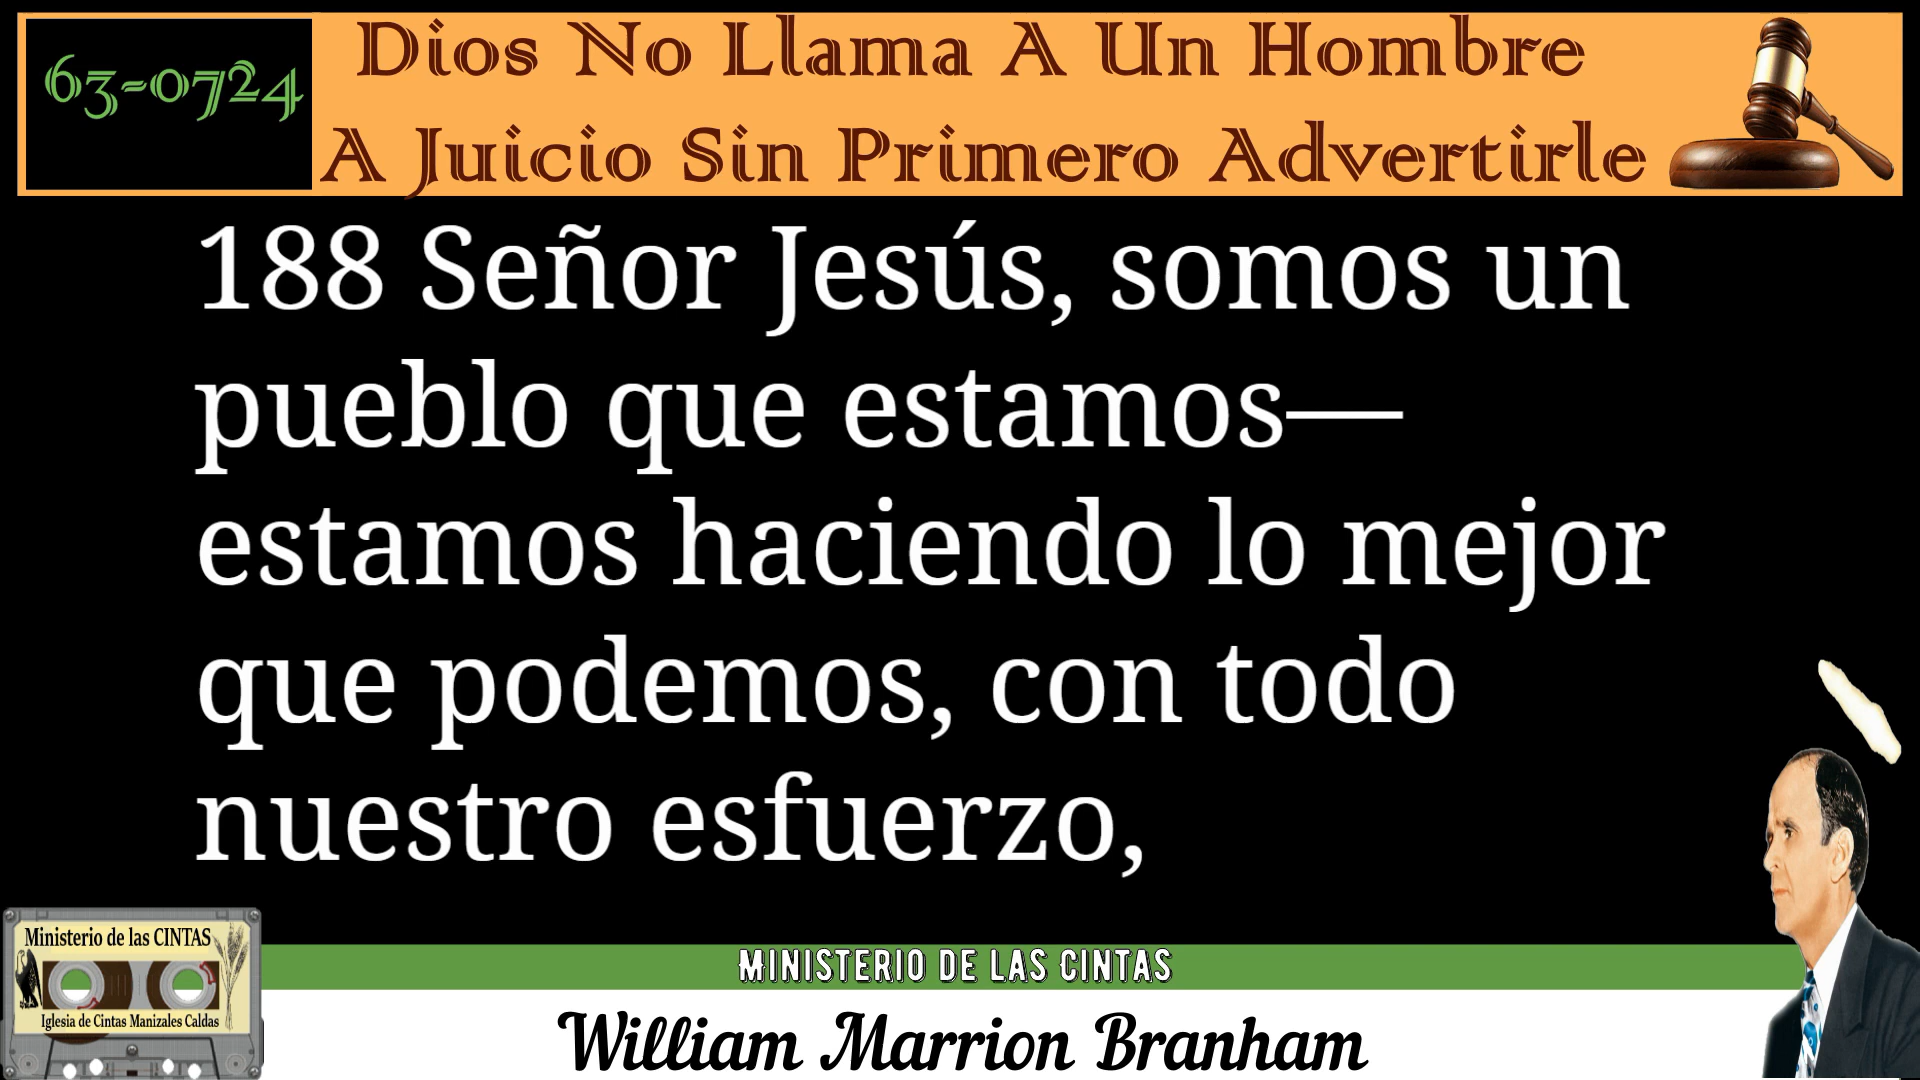 63-0724
Dios No Llama A Un Hombre
A Juicio Sin Primero Advertirle
188 Señor Jesús, somos un
pueblo que estamos—
estamos haciendo lo mejor
que podemos, con todo
nuestro esfuerzo,
Ministerio de las CINTAS
Iglesia de Cintas Manizales Caldas
MINISTERIO DE LAS CINTAS
William Marrion Branham